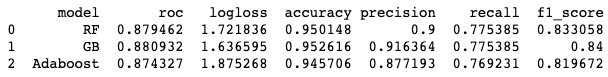 model roc logloss accuracy precision recall f1_score
0 RF 0.879462 1.721836 0.950148 0.9 0.775385 0.833058
1 GB 0.880932 1.636595 0.952616 0.916364 0.775385 0.84
2 Adaboost 0.874327 1.875268 0.945706 0.877193 0.769231 0.819672